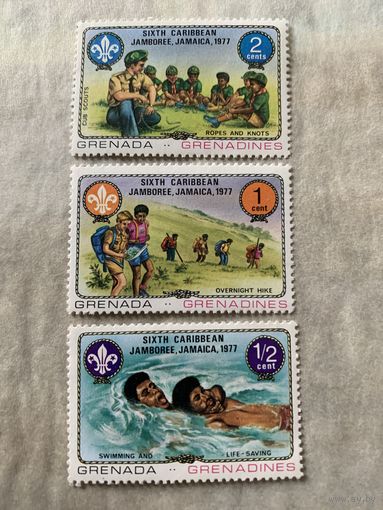 SIXTH CARIBBEAN
JAMBOREE, JAMAICA, 1977
2
cents
CUB SCOUTS
ROPES AND KNOTS
GRENADA .. GRENADINES
SIXTH CARIBBEAN
JAMBOREE, JAMAICA, 1977
1
cent
OVERNIGHT HIKE
GRENADA .. GRENADINES
SIXTH CARIBBEAN
JAMBOREE, JAMAICA, 1977
1/2
cent
SWIMMING AND LIFE-SAVING
GRENADA .. GRENADINES
av.by